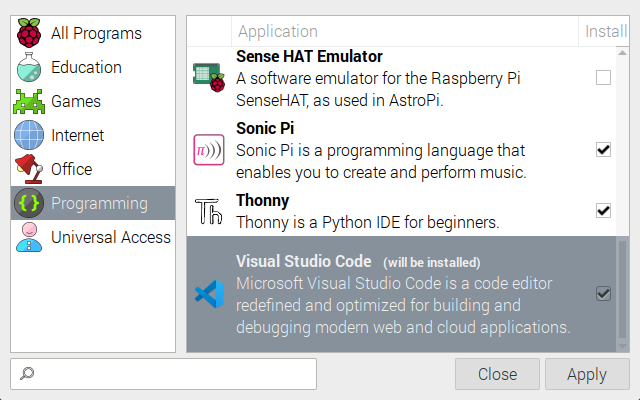 All Programs
Education
Games
Internet
Office
Programming
Universal Access
Application
Install
Sense HAT Emulator
A software emulator for the Raspberry Pi
SenseHAT, as used in AstroPi.
π)))
Sonic Pi
Sonic Pi is a programming language that
enables you to create and perform music.
Th
Thonny
Thonny is a Python IDE for beginners.
Visual Studio Code (will be installed)
Microsoft Visual Studio Code is a code editor
redefined and optimized for building and
debugging modern web and cloud applications.
Close
Apply